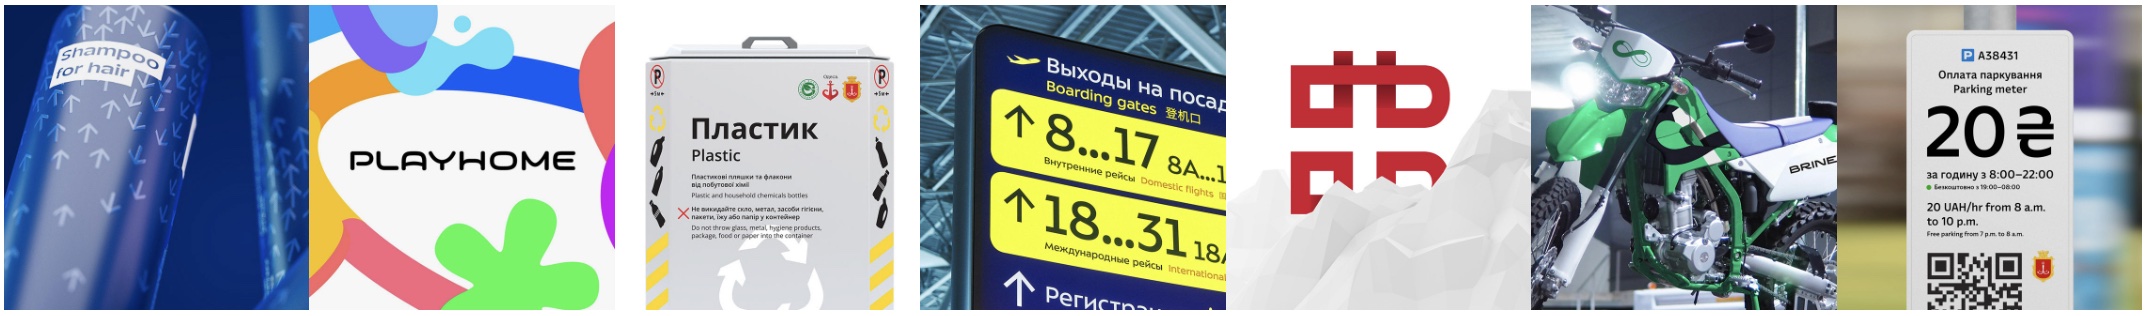 Shampoo
for hair
PLAYHOME
Одеса
Пластик
Plastic
Пластикові пляшки та флакони
від побутової хімії
Plastic and household chemicals bottles
Не викидайте скло, метал, засоби гігієни,
пакети, їжу або папір у контейнер
Do not throw glass, metal, hygiene products,
package, food or paper into the container
Выходы на посад
Boarding gates 登机口
8...17 8A...1
Внутренние рейсы Domestic flights
18...31 18A
Международные рейсы International
Регистрац
BRINE
P A38431
Оплата паркування
Parking meter
20₴
за годину з 8:00–22:00
Безкоштовно з 19:00–08:00
20 UAH/hr from 8 a.m.
to 10 p.m.
Free parking from 7 p.m. to 8 a.m.